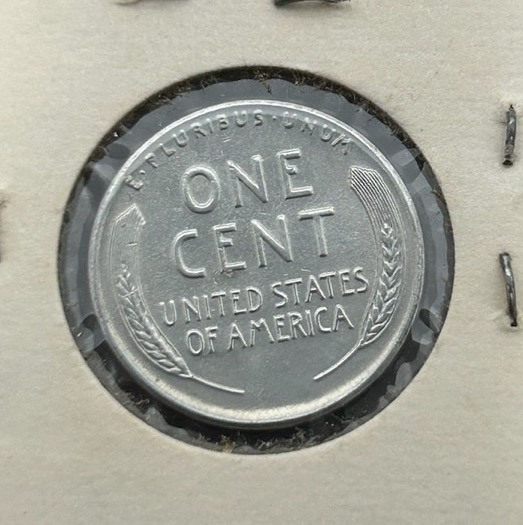 E·PLURIBUS·UNUM
ONE
CENT
UNITED STATES
OF AMERICA